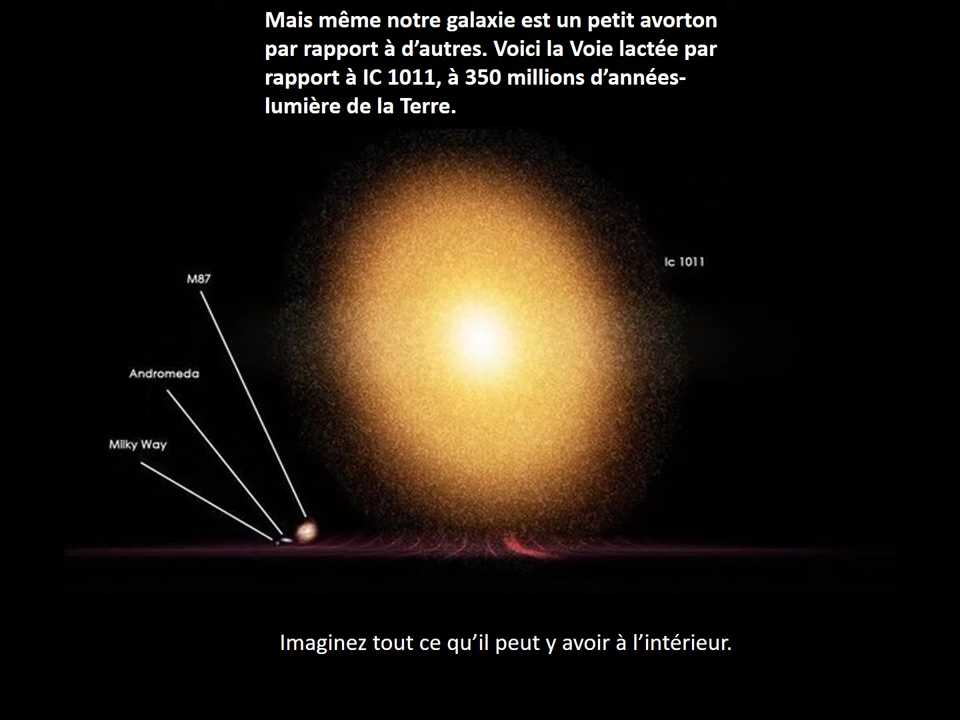 Mais même notre galaxie est un petit avorton
par rapport à d’autres. Voici la Voie lactée par
rapport à IC 1011, à 350 millions d’années-
lumière de la Terre.
Ic 1011
M87
Andromeda
Milky Way
Imaginez tout ce qu’il peut y avoir à l’intérieur.